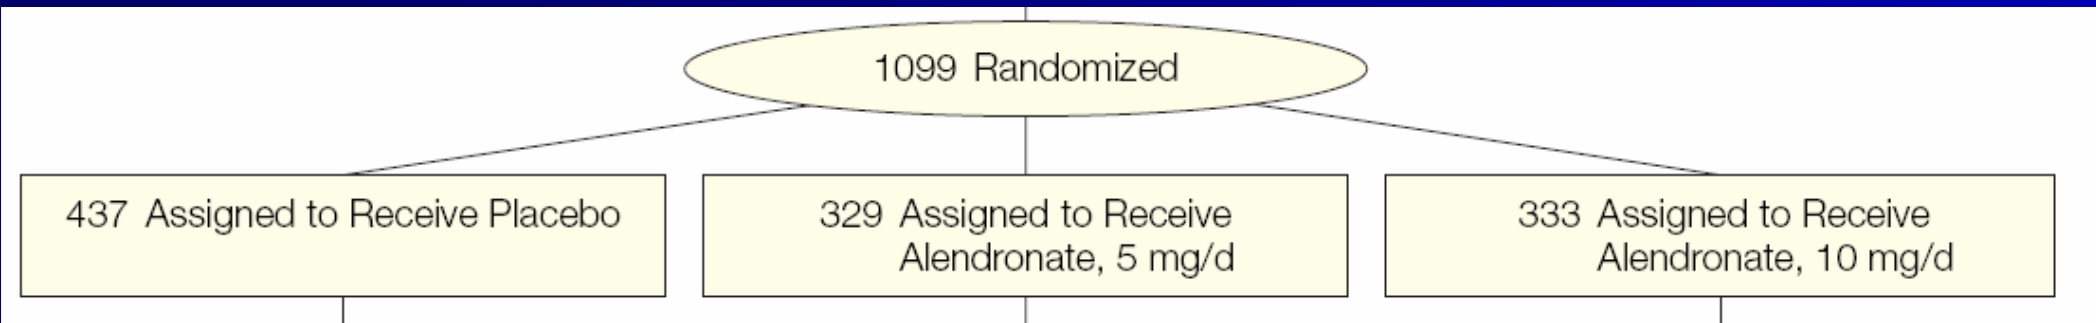 1099 Randomized
437 Assigned to Receive Placebo
329 Assigned to Receive
Alendronate, 5 mg/d
333 Assigned to Receive
Alendronate, 10 mg/d